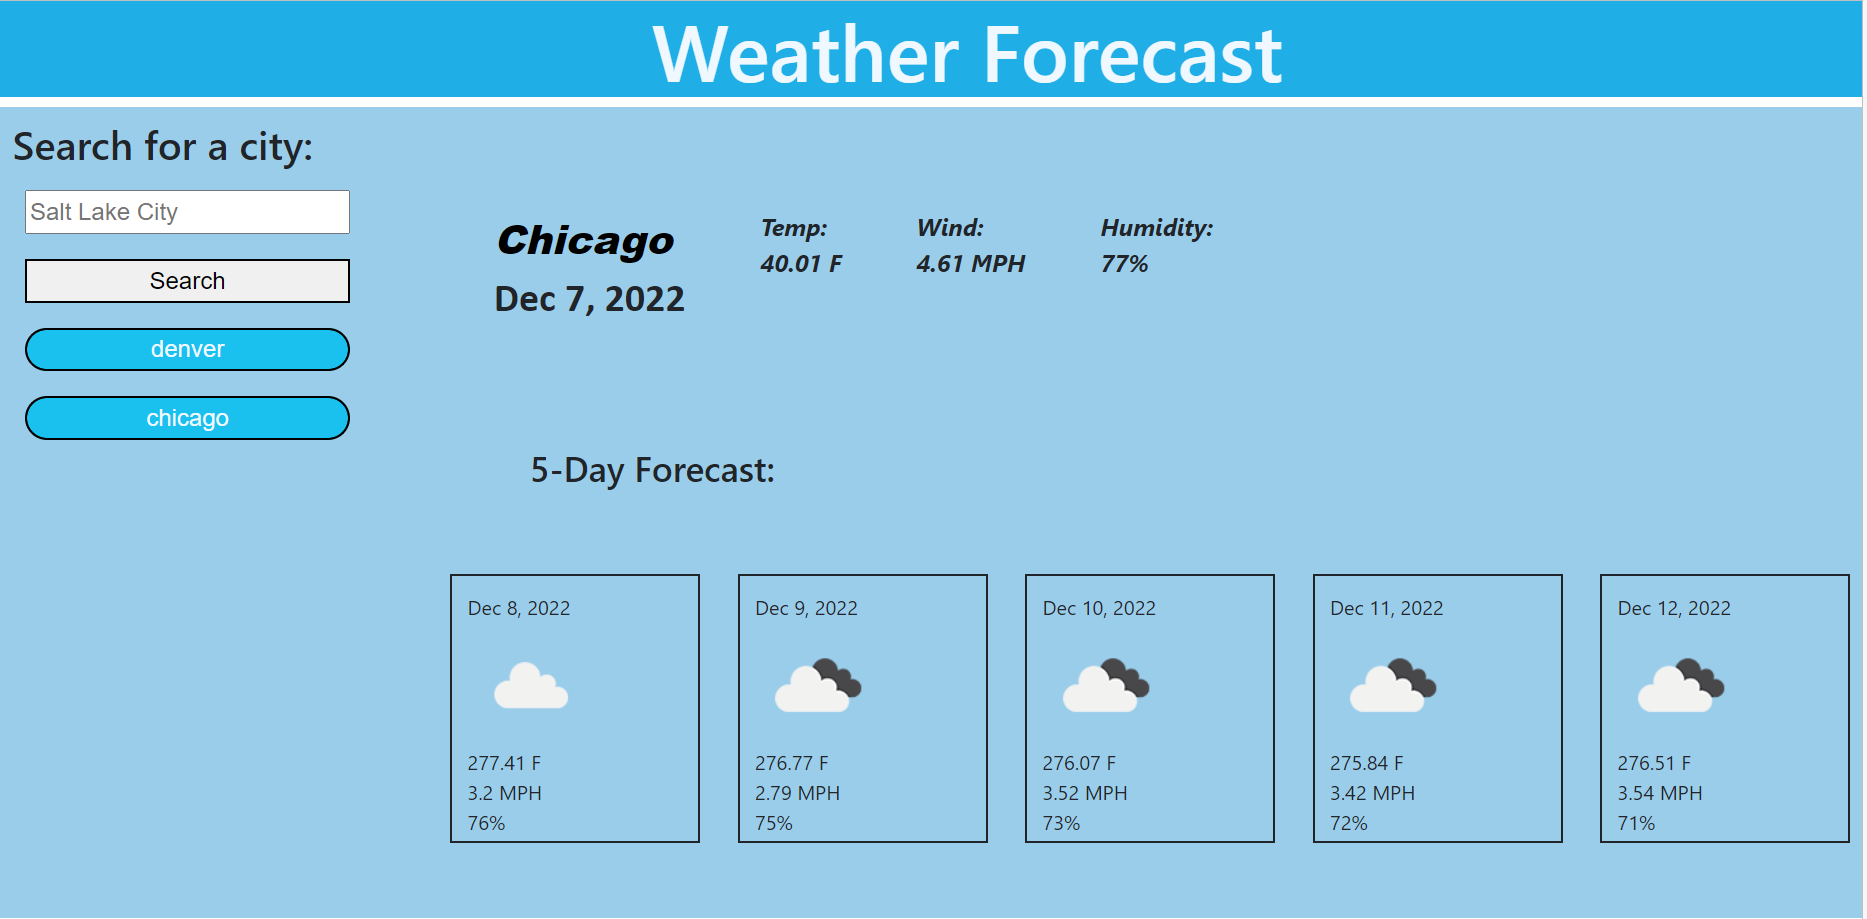 Weather Forecast
Search for a city:
Salt Lake City
Search
denver
chicago
Chicago
Dec 7, 2022
Temp:
40.01 F
Wind:
4.61 MPH
Humidity:
77%
5-Day Forecast:
Dec 8, 2022
277.41 F
3.2 MPH
76%
Dec 9, 2022
276.77 F
2.79 MPH
75%
Dec 10, 2022
276.07 F
3.52 MPH
73%
Dec 11, 2022
275.84 F
3.42 MPH
72%
Dec 12, 2022
276.51 F
3.54 MPH
71%